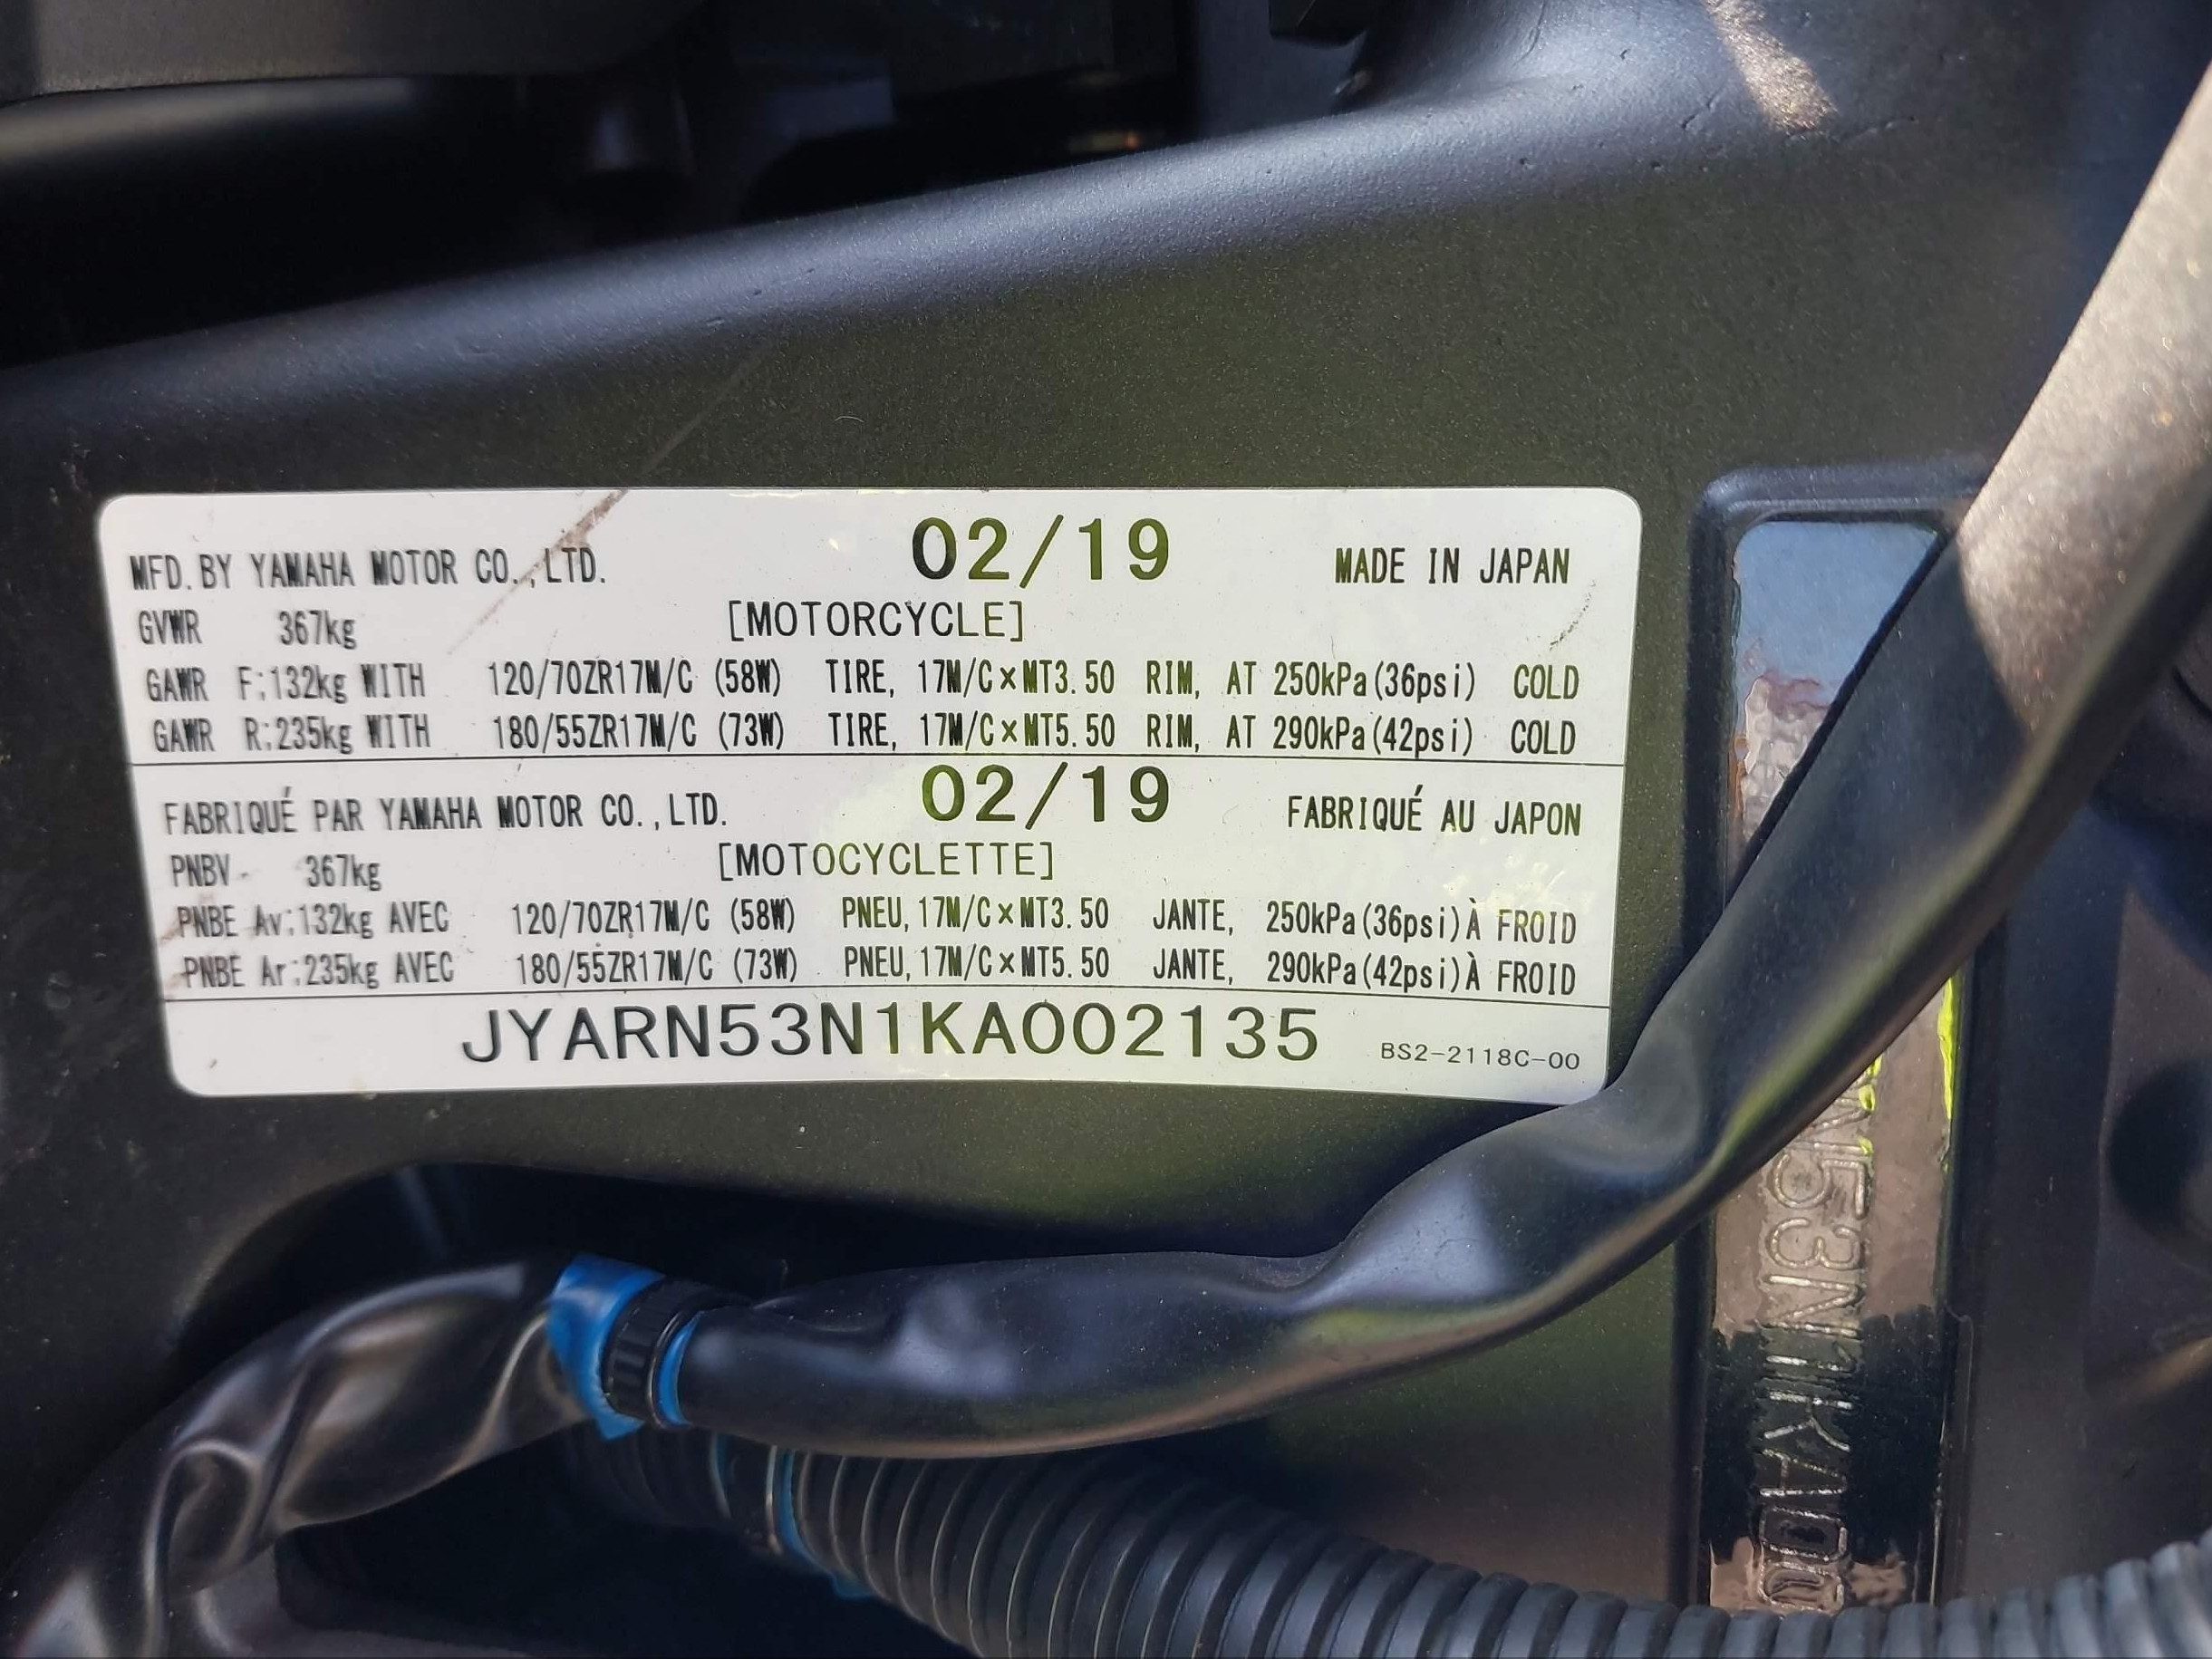 MFD. BY YAMAHA MOTOR CO., LTD. 02/19 MADE IN JAPAN
GVWR 367kg [MOTORCYCLE]
GAWR F:132kg WITH 120/70ZR17M/C (58W) TIRE, 17M/C×MT3.50 RIM, AT 250kPa(36psi) COLD
GAWR R:235kg WITH 180/55ZR17M/C (73W) TIRE, 17M/C×MT5.50 RIM, AT 290kPa(42psi) COLD
FABRIQUÉ PAR YAMAHA MOTOR CO., LTD. 02/19 FABRIQUÉ AU JAPON
PNBV 367kg [MOTOCYCLETTE]
PNBE Av:132kg AVEC 120/70ZR17M/C (58W) PNEU, 17M/C×MT3.50 JANTE, 250kPa(36psi)À FROID
PNBE Ar:235kg AVEC 180/55ZR17M/C (73W) PNEU, 17M/C×MT5.50 JANTE, 290kPa(42psi)À FROID
JYARN53N1KA002135 BS2-2118C-00
N53N1KA00